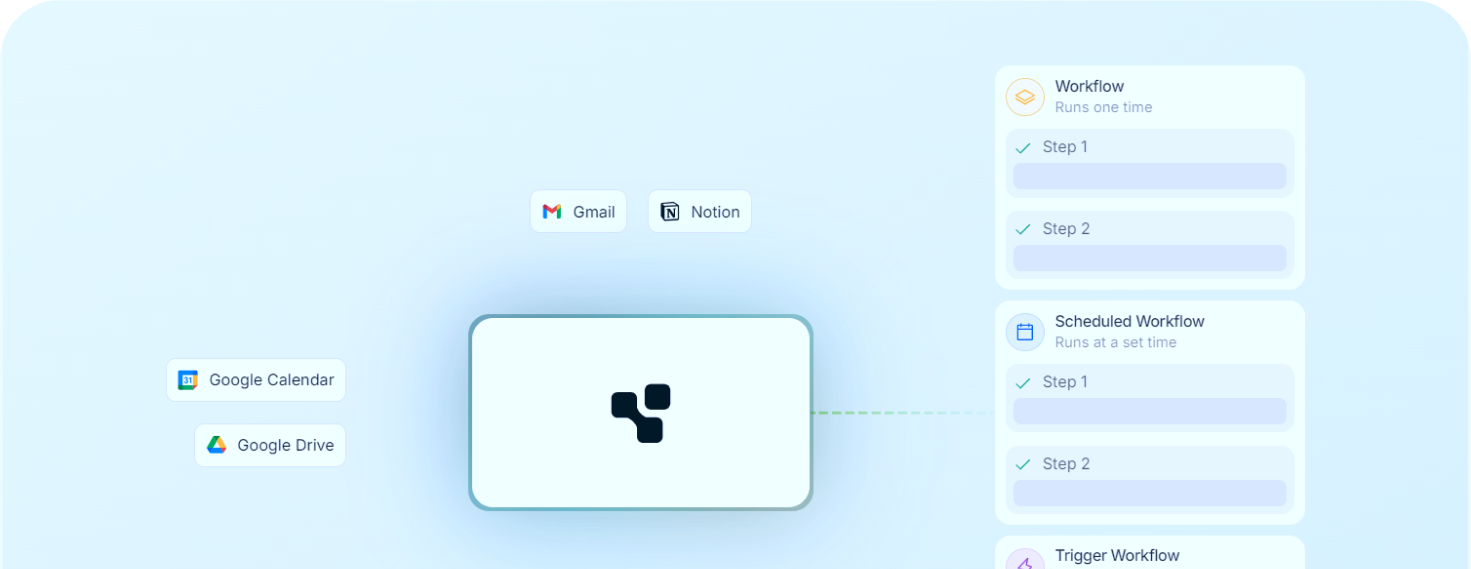 Gmail
Notion
Google Calendar
Google Drive
Workflow
Runs one time
Step 1
Step 2
Scheduled Workflow
Runs at a set time
Step 1
Step 2
Trigger Workflow